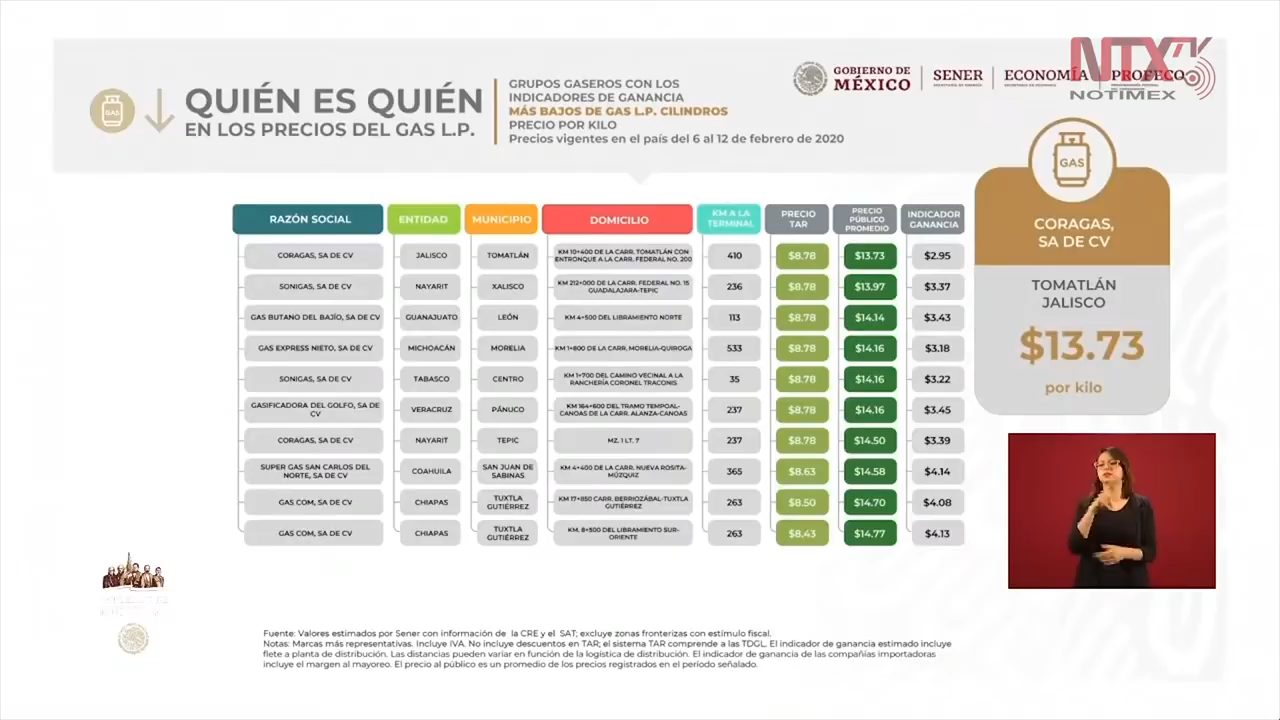 QUIÉN ES QUIÉN
EN LOS PRECIOS DEL GAS L.P.
GAS
GRUPOS GASEROS CON LOS
INDICADORES DE GANANCIA
MÁS BAJOS DE GAS L.P. CILINDROS
PRECIO POR KILO
Precios vigentes en el país del 6 al 12 de febrero de 2020
GOBIERNO DE
MÉXICO
SENER
SECRETARÍA DE ENERGÍA
ECONOMÍA
SECRETARÍA DE ECONOMÍA
PROFECO
NTX TV
NOTIMEX
RAZÓN SOCIAL ENTIDAD MUNICIPIO DOMICILIO KM A LA TERMINAL PRECIO TAR PRECIO PÚBLICO PROMEDIO INDICADOR GANANCIA
CORAGAS, SA DE CV JALISCO TOMATLÁN KM 10+400 DE LA CARR. TOMATLÁN CON ENTRONQUE A LA CARR. FEDERAL NO. 200 410 $8.78 $13.73 $2.95
SONIGAS, SA DE CV NAYARIT XALISCO KM 212+000 DE LA CARR. FEDERAL NO. 15 GUADALAJARA-TEPIC 236 $8.78 $13.97 $3.37
GAS BUTANO DEL BAJÍO, SA DE CV GUANAJUATO LEÓN KM 4+500 DEL LIBRAMIENTO NORTE 113 $8.78 $14.14 $3.43
GAS EXPRESS NIETO, SA DE CV MICHOACÁN MORELIA KM 1+800 DE LA CARR. MORELIA-QUIROGA 533 $8.78 $14.16 $3.18
SONIGAS, SA DE CV TABASCO CENTRO KM 1+700 DEL CAMINO VECINAL A LA RANCHERÍA CORONEL TRACONIS 35 $8.78 $14.16 $3.22
GASIFICADORA DEL GOLFO, SA DE CV VERACRUZ PÁNUCO KM 164+600 DEL TRAMO TEMPOAL-CANOAS DE LA CARR. ALANZA-CANOAS 237 $8.78 $14.16 $3.45
CORAGAS, SA DE CV NAYARIT TEPIC MZ. 1 LT. 7 237 $8.78 $14.50 $3.39
SUPER GAS SAN CARLOS DEL NORTE, SA DE CV COAHUILA SAN JUAN DE SABINAS KM 4+400 DE LA CARR. NUEVA ROSITA-MÚZQUIZ 365 $8.63 $14.58 $4.14
GAS COM, SA DE CV CHIAPAS TUXTLA GUTIÉRREZ KM 17+850 CARR. BERRIOZÁBAL-TUXTLA GUTIÉRREZ 263 $8.50 $14.70 $4.08
GAS COM, SA DE CV CHIAPAS TUXTLA GUTIÉRREZ KM. 8+500 DEL LIBRAMIENTO SUR-ORIENTE 263 $8.43 $14.77 $4.13
GAS
CORAGAS,
SA DE CV
TOMATLÁN
JALISCO
$13.73
por kilo
Fuente: Valores estimados por Sener con información de la CRE y el SAT; excluye zonas fronterizas con estímulo fiscal.
Notas: Marcas más representativas. Incluye IVA. No incluye descuentos en TAR; el sistema TAR comprende a las TDGL. El indicador de ganancia estimado incluye
flete a planta de distribución. Las distancias pueden variar en función de la logística de distribución. El indicador de ganancia de las compañías importadoras
incluye el margen al mayoreo. El precio al público es un promedio de los precios registrados en el período señalado.